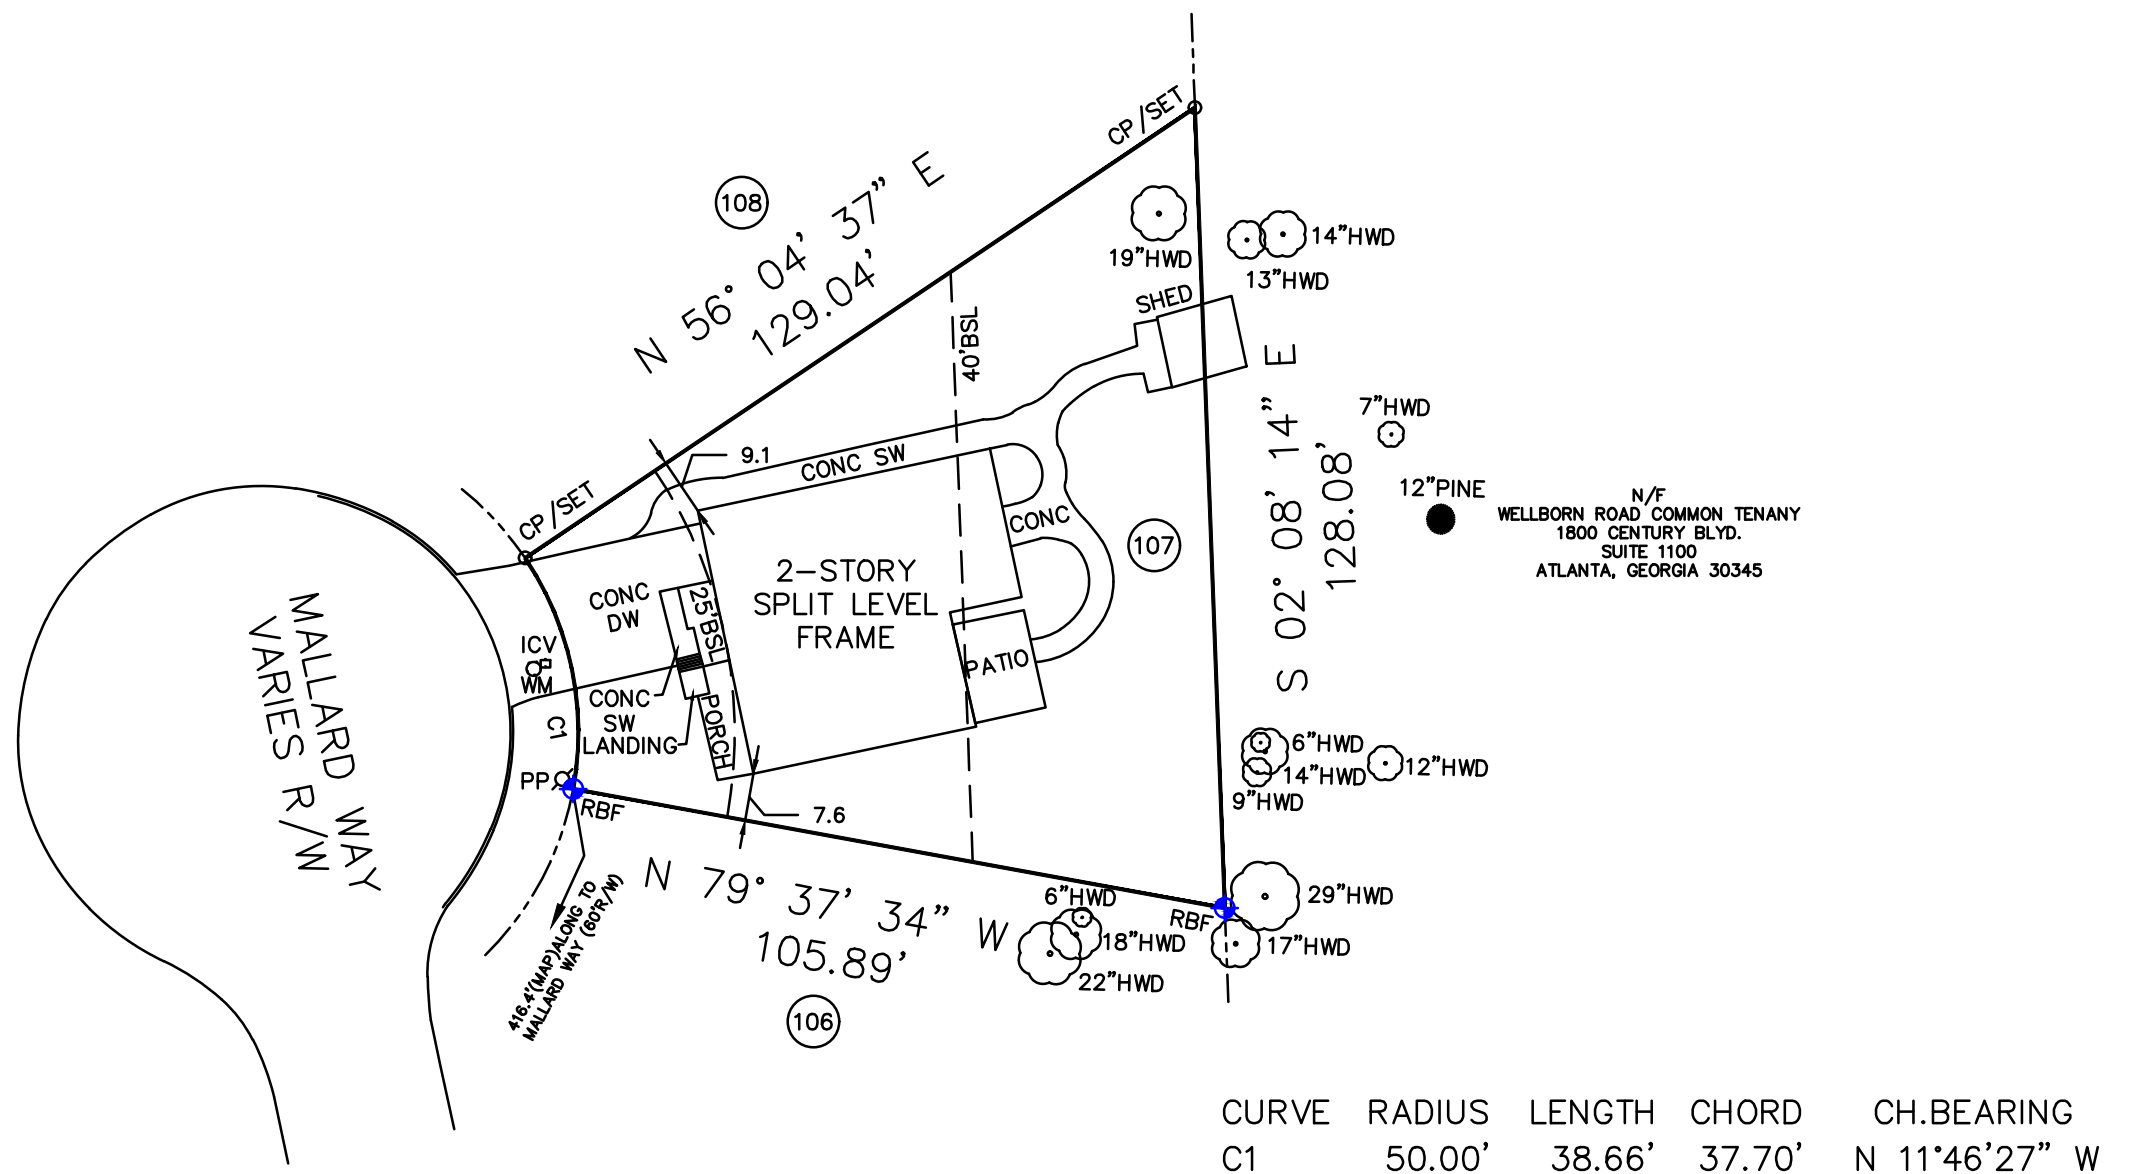 CP/SET
108
N 56° 04' 37" E
129.04'
19"HWD
14"HWD
13"HWD
SHED
40'BSL
S 02° 08' 14" E
128.08'
7"HWD
12"PINE
N/F
WELLBORN ROAD COMMON TENANY
1800 CENTURY BLVD.
SUITE 1100
ATLANTA, GEORGIA 30345
9.1
CONC SW
CP/SET
CONC
107
2-STORY
SPLIT LEVEL
FRAME
CONC
DW
25'BSL
ICV
WM
PATIO
CONC
SW
LANDING
PORCH
C1
MALLARD WAY
VARIES R/W
PP
RBF
7.6
6"HWD
14"HWD
9"HWD
12"HWD
416.4'(MAP)ALONG TO
MALLARD WAY (60'R/W)
N 79° 37' 34" W
105.89'
6"HWD
18"HWD
22"HWD
RBF
29"HWD
17"HWD
106
CURVE RADIUS LENGTH CHORD CH.BEARING
C1 50.00' 38.66' 37.70' N 11°46'27" W